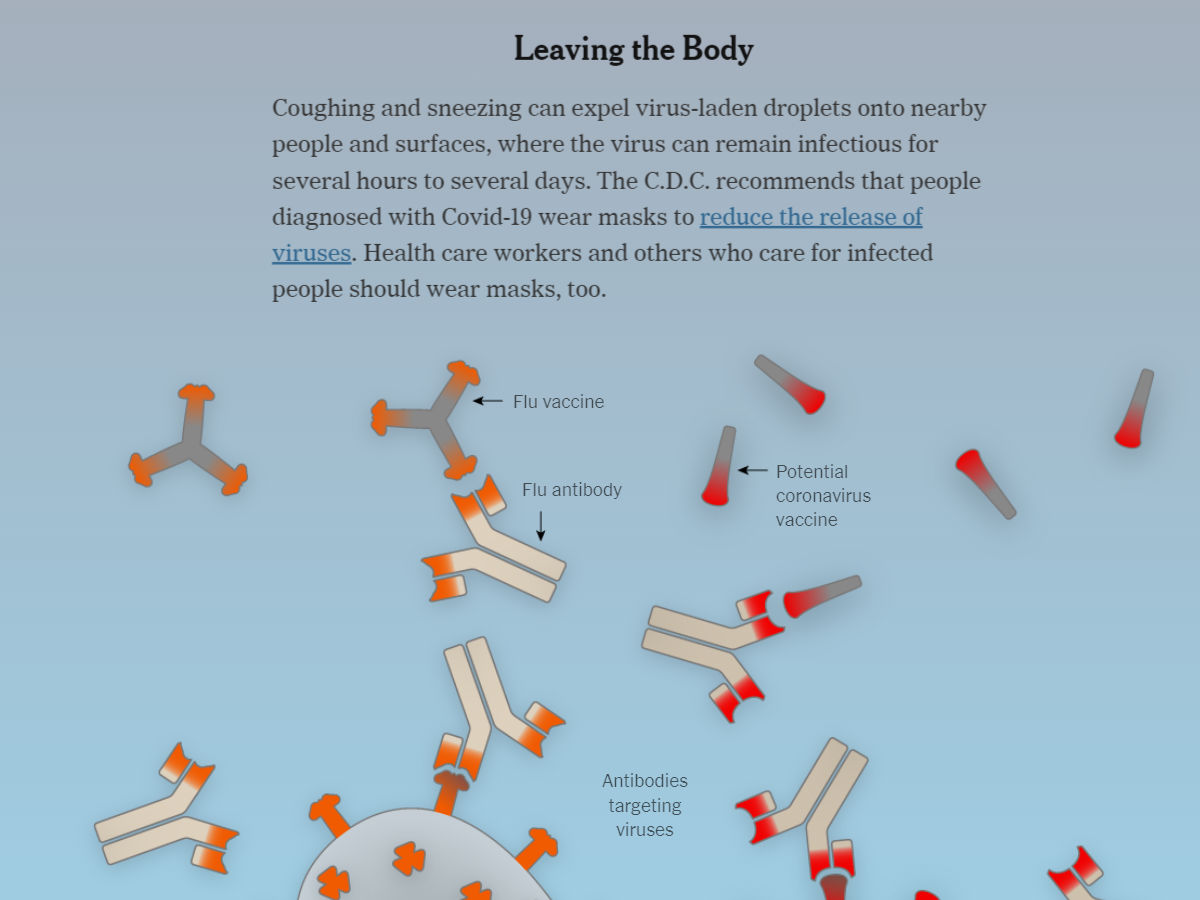 Leaving the Body
Coughing and sneezing can expel virus-laden droplets onto nearby
people and surfaces, where the virus can remain infectious for
several hours to several days. The C.D.C. recommends that people
diagnosed with Covid-19 wear masks to reduce the release of
viruses. Health care workers and others who care for infected
people should wear masks, too.
Flu vaccine
Flu antibody
Potential
coronavirus
vaccine
Antibodies
targeting
viruses